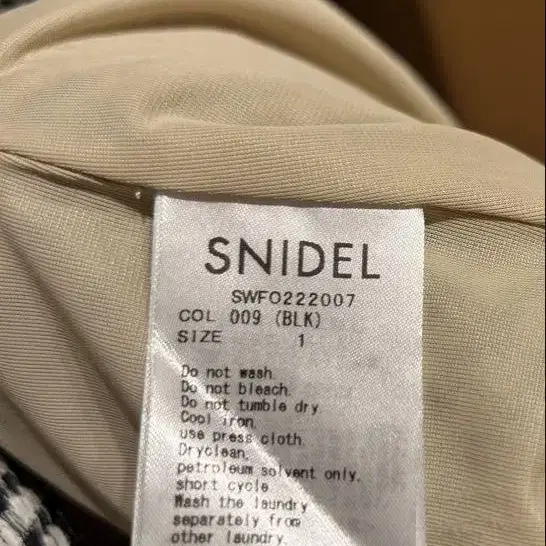 SNIDEL
SWFO222007
COL 009 (BLK)
SIZE 1
Do not wash.
Do not bleach.
Do not tumble dry.
Cool iron.
use press cloth.
Dryclean,
petroleum solvent only.
short cycle
Wash the laundry
separately from
other laundry.